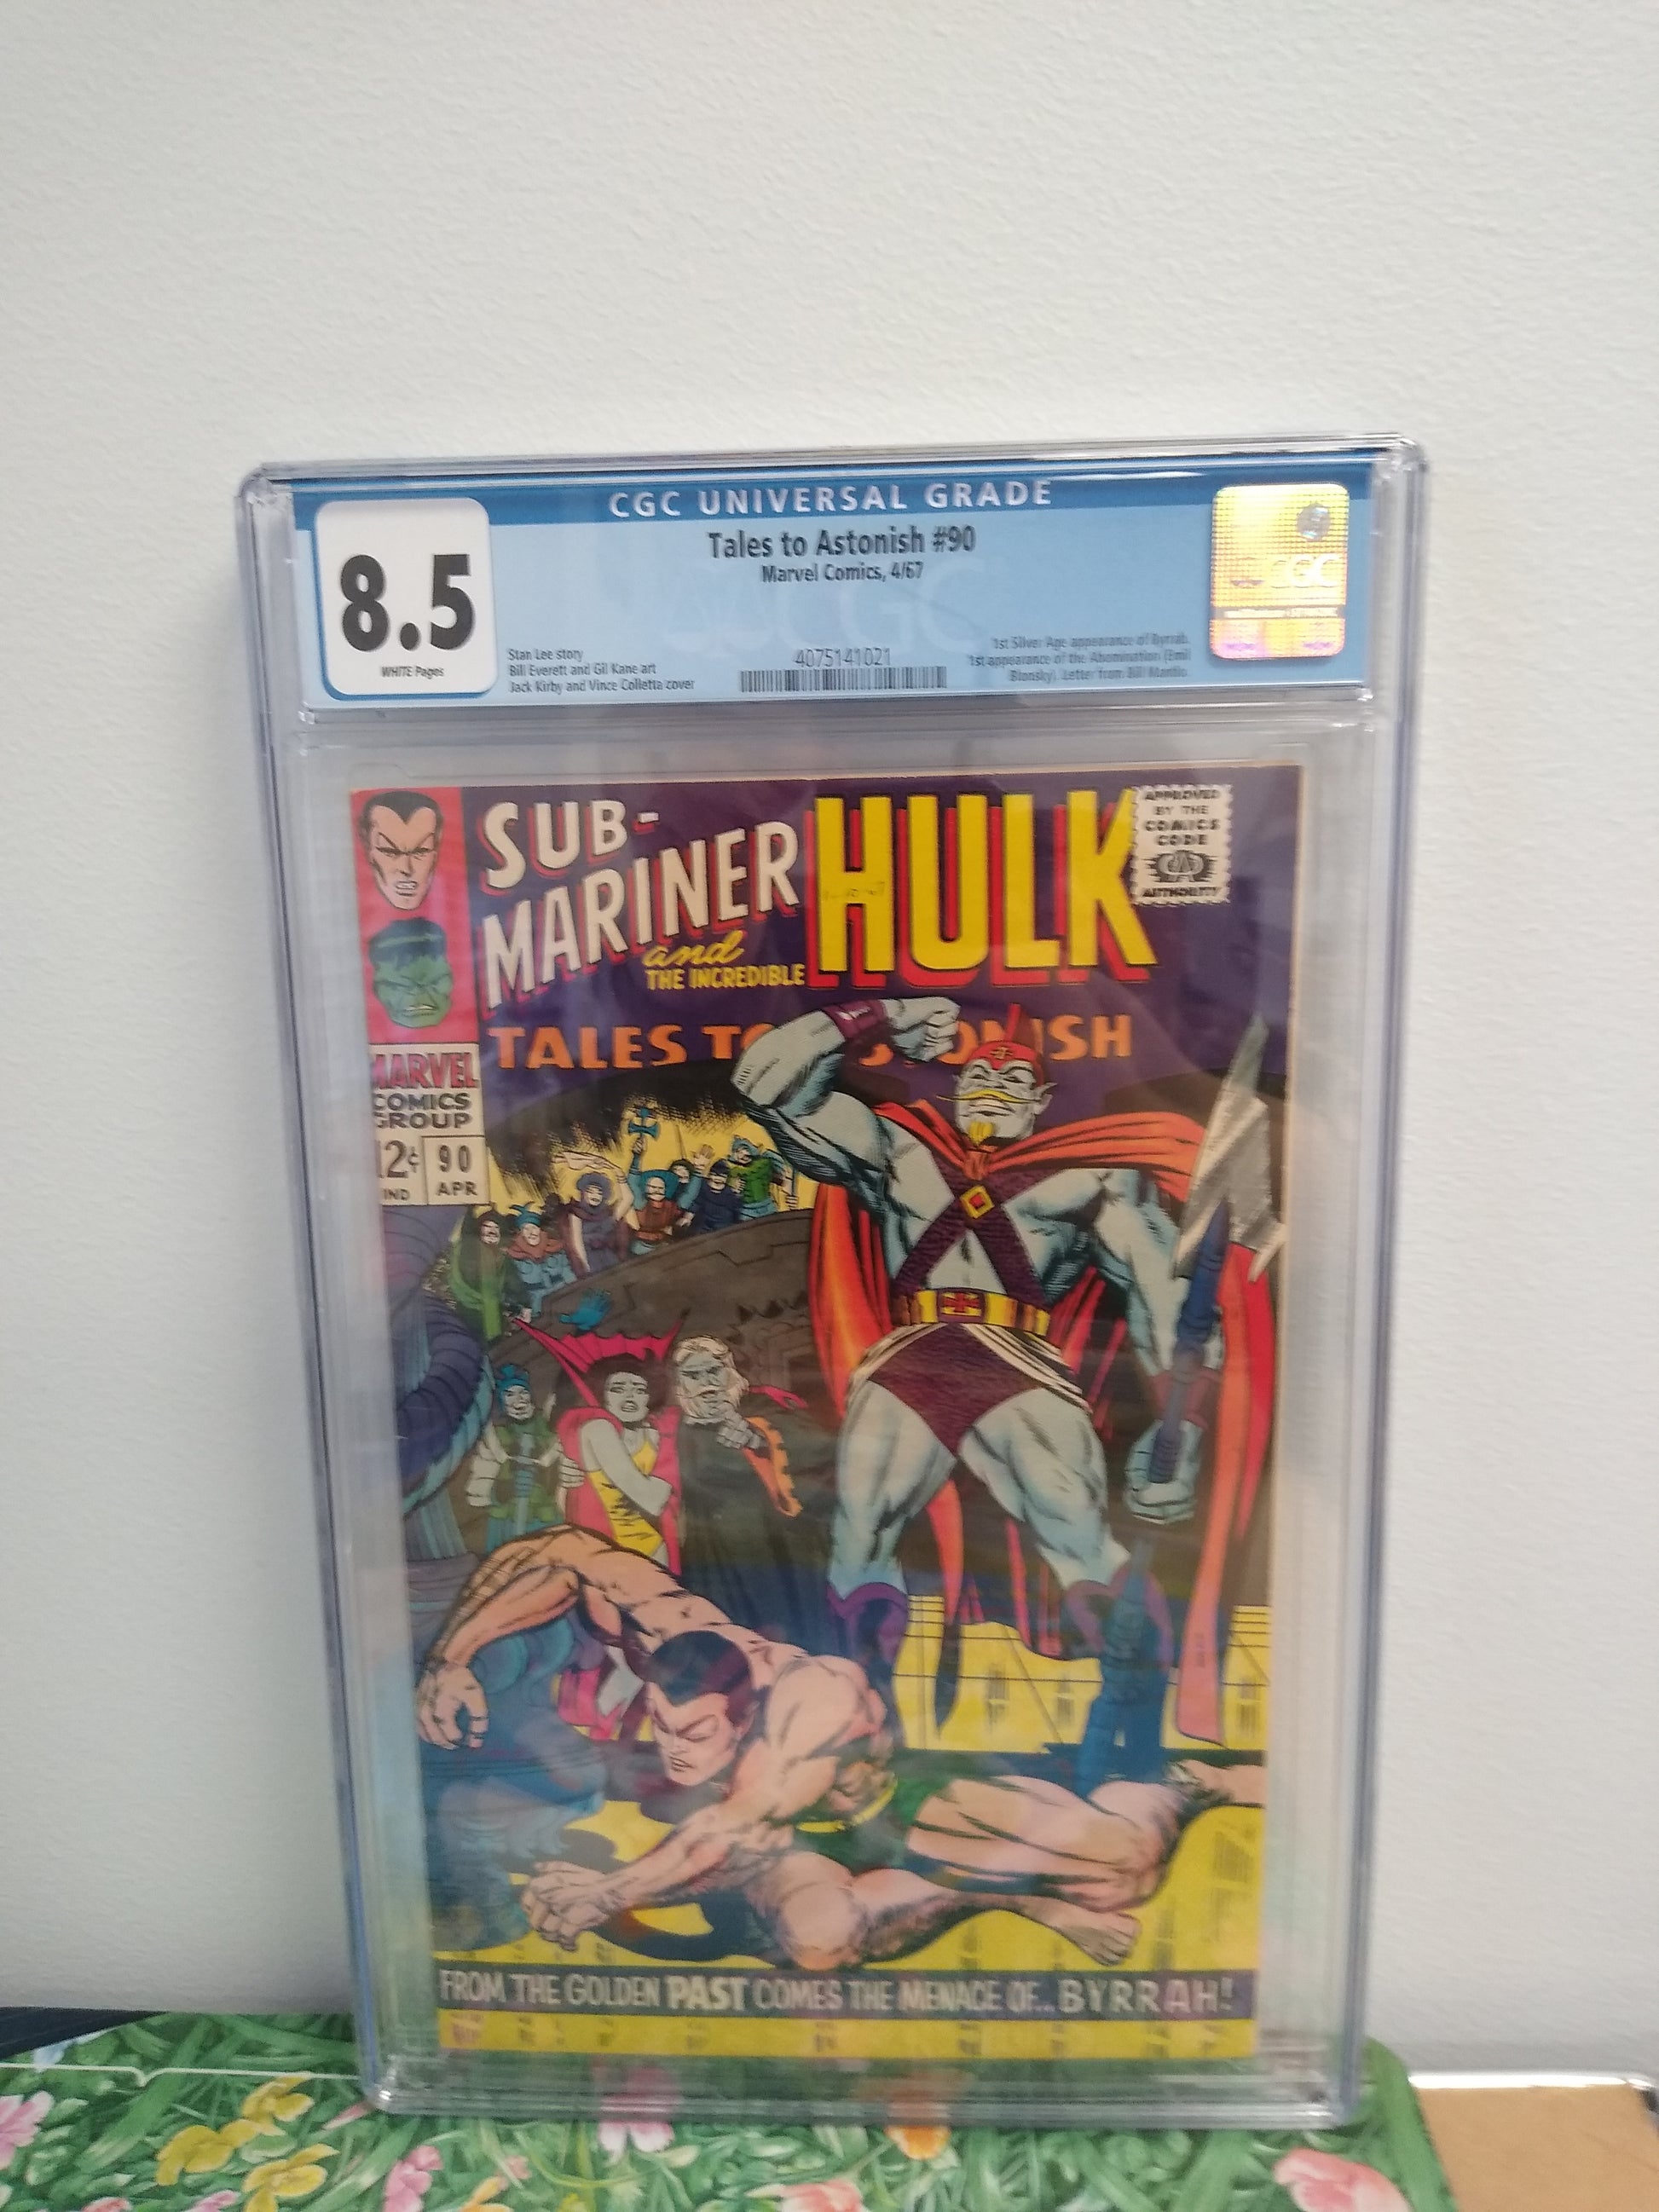 CGC UNIVERSAL GRADE
8.5
WHITE Pages
Tales to Astonish #90
Marvel Comics, 4/67
Stan Lee story
Bill Everett and Gil Kane art
Jack Kirby and Vince Colletta cover
4075141021
1st Silver Age appearance of Byrrah.
1st appearance of the Abomination (Emil
Blonsky). Letter from Bill Mantlo.
CGC
SUB-
MARINER
and
THE INCREDIBLE
HULK
APPROVED
BY THE
COMICS
CODE
AUTHORITY
TALES TO ASTONISH
MARVEL
COMICS
GROUP
12¢
IND
90
APR
FROM THE GOLDEN PAST COMES THE MENACE OF.. BYRRAH!